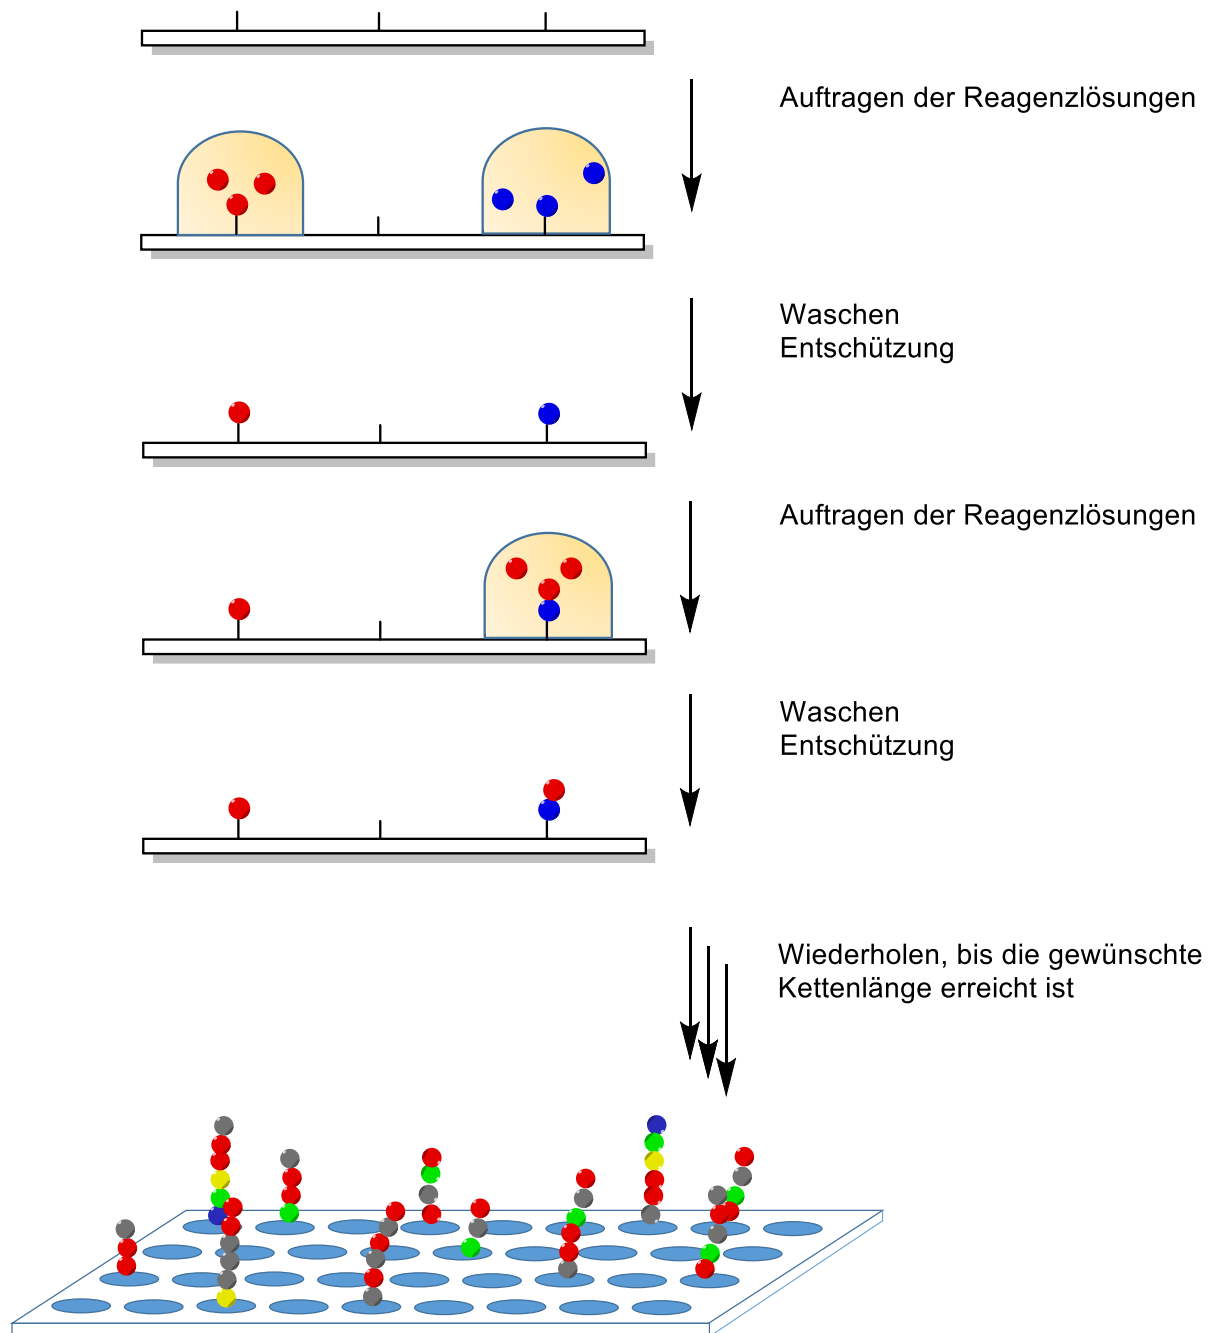 Auftragen der Reagenzlösungen
Waschen
Entschützung
Auftragen der Reagenzlösungen
Waschen
Entschützung
Wiederholen, bis die gewünschte
Kettenlänge erreicht ist